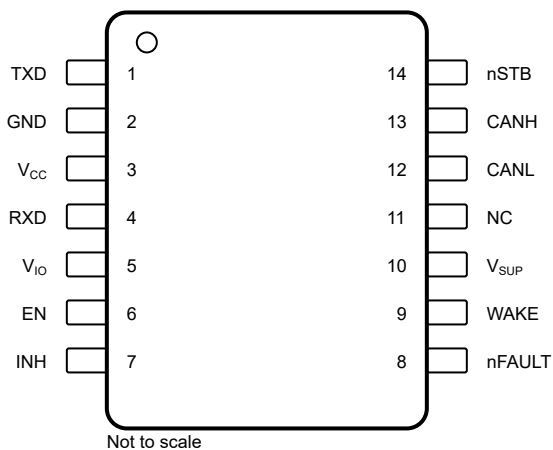 TXD 1 14 nSTB
GND 2 13 CANH
VCC 3 12 CANL
RXD 4 11 NC
VIO 5 10 VSUP
EN 6 9 WAKE
INH 7 8 nFAULT
Not to scale